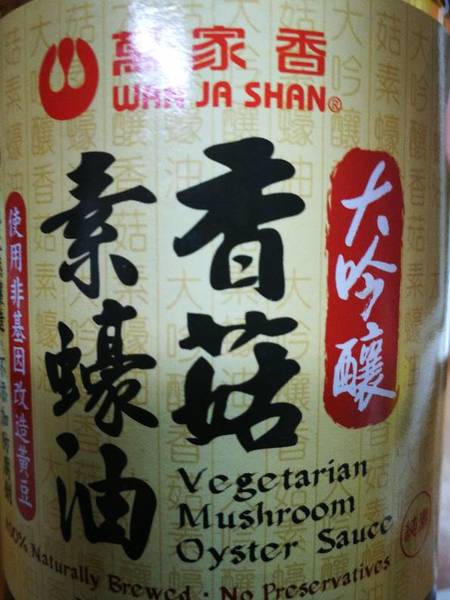 萬家香
WAN JA SHAN®
大吟釀
香菇
素蠔油
使用非基因改造黃豆
Vegetarian
Mushroom
Oyster Sauce
100% Naturally Brewed · No Preservatives